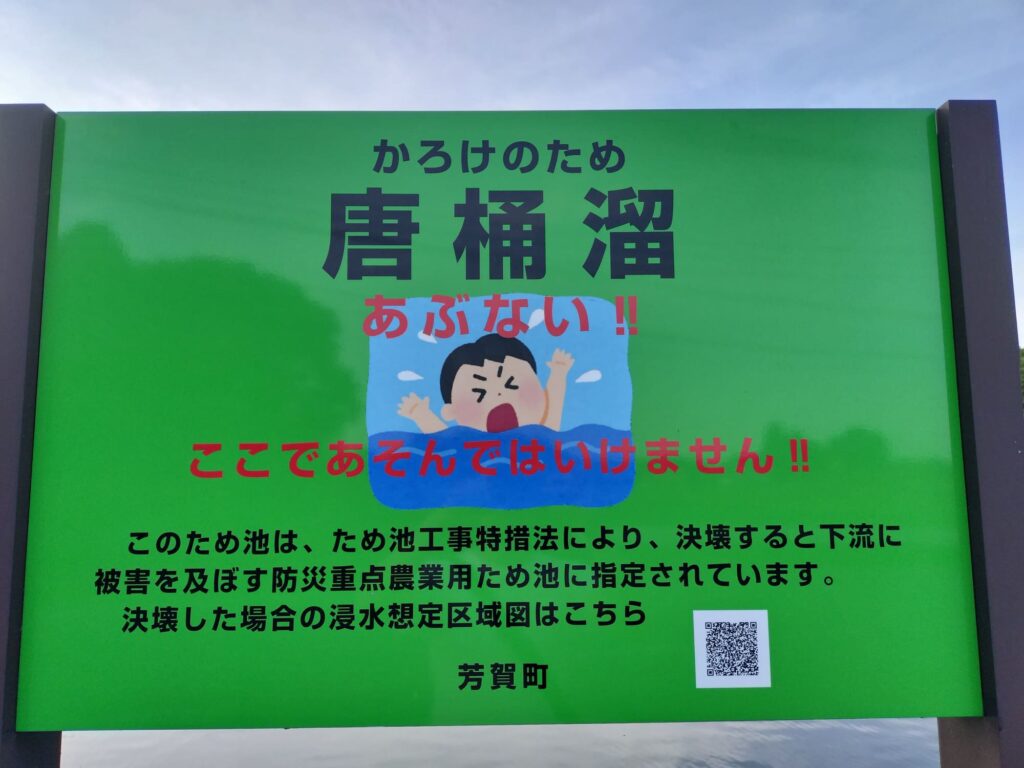 かろけのため
唐桶溜
あぶない!!
ここであそんではいけません!!
このため池は、ため池工事特措法により、決壊すると下流に
被害を及ぼす防災重点農業用ため池に指定されています。
決壊した場合の浸水想定区域図はこちら
芳賀町